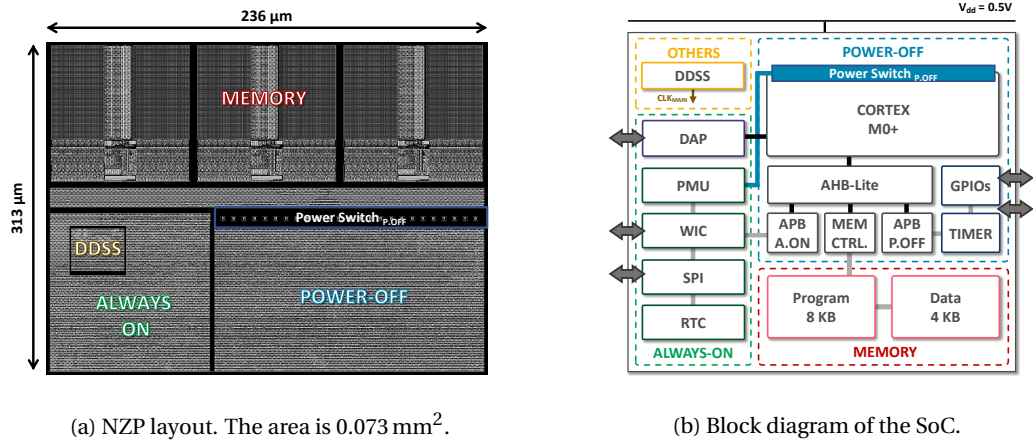 236 µm
313 µm
MEMORY
Power Switch P.OFF
DDSS
ALWAYS
ON
POWER-OFF
(a) NZP layout. The area is 0.073 mm².
Vdd = 0.5V
OTHERS
DDSS
CLKMAIN
POWER-OFF
Power Switch P.OFF
CORTEX
M0+
DAP
PMU
WIC
SPI
RTC
ALWAYS-ON
AHB-Lite
GPIOs
APB
A.ON
MEM
CTRL.
APB
P.OFF
TIMER
Program
8 KB
Data
4 KB
MEMORY
(b) Block diagram of the SoC.